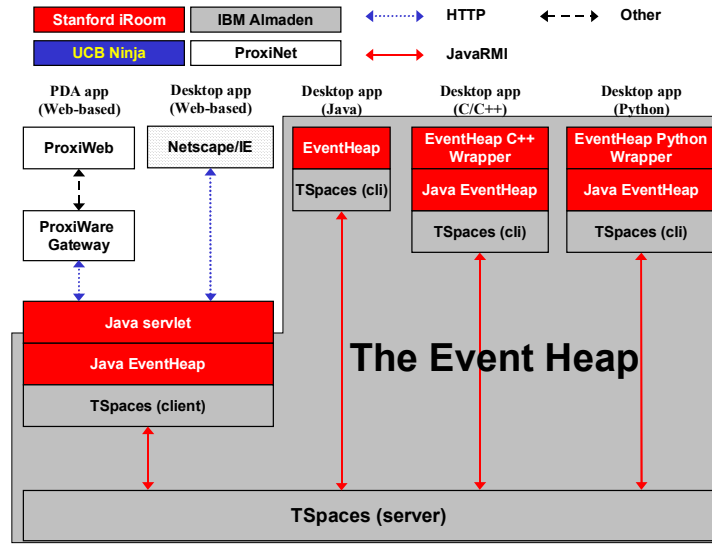 Stanford iRoom
IBM Almaden
HTTP
Other
UCB Ninja
ProxiNet
JavaRMI
PDA app
(Web-based)
Desktop app
(Web-based)
Desktop app
(Java)
Desktop app
(C/C++)
Desktop app
(Python)
ProxiWeb
Netscape/IE
EventHeap
EventHeap C++
Wrapper
EventHeap Python
Wrapper
TSpaces (cli)
Java EventHeap
Java EventHeap
ProxiWare
Gateway
TSpaces (cli)
TSpaces (cli)
Java servlet
Java EventHeap
The Event Heap
TSpaces (client)
TSpaces (server)